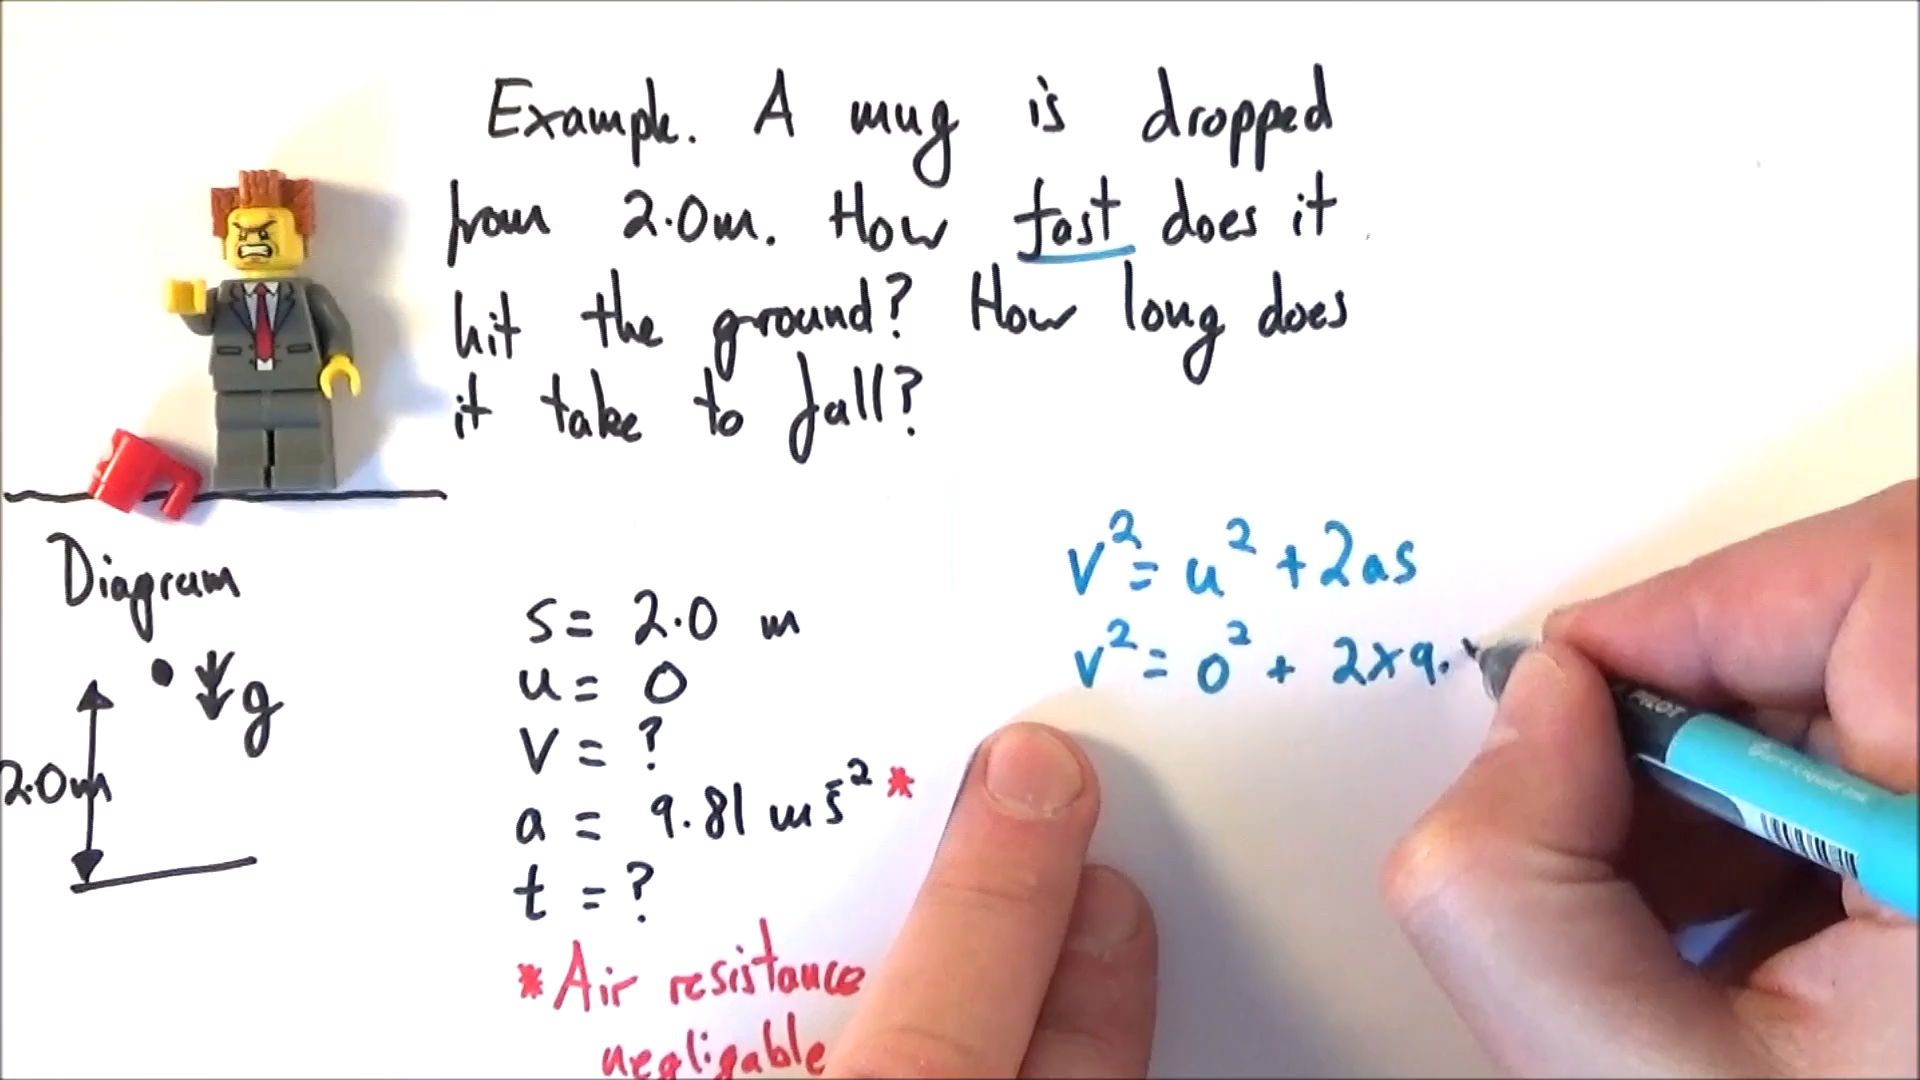 Example. A mug is dropped
from 2.0m. How fast does it
hit the ground? How long does
it take to fall?
Diagram
g
2.0m
s = 2.0 m
u = 0
v = ?
a = 9.81 ms⁻² *
t = ?
*Air resistance
negligable
v² = u² + 2as
v² = 0² + 2×9.
PILOT